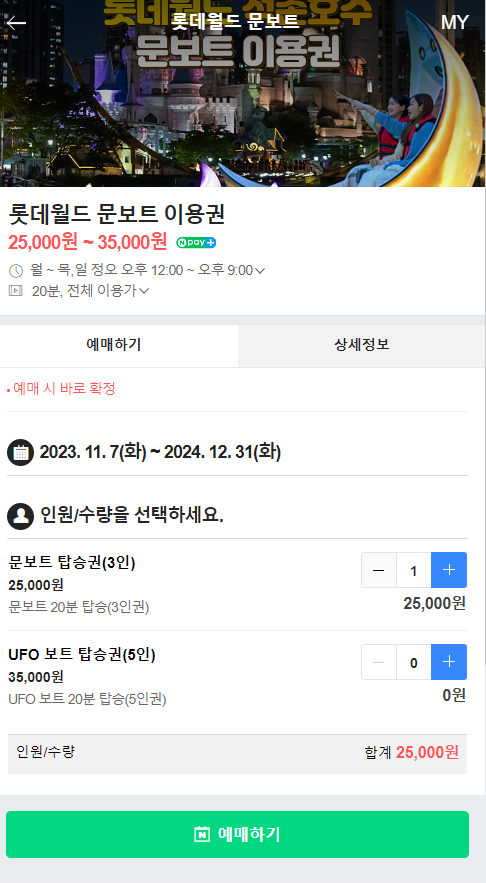 롯데월드 석촌호수
롯데월드 문보트
MY
문보트 이용권
롯데월드 문보트 이용권
25,000원 ~ 35,000원 N pay +
월 ~ 목,일 정오 오후 12:00 ~ 오후 9:00
20분, 전체 이용가
예매하기
상세정보
• 예매 시 바로 확정
2023. 11. 7(화) ~ 2024. 12. 31(화)
인원/수량을 선택하세요.
문보트 탑승권(3인)
25,000원
문보트 20분 탑승(3인권)
− 1 +
25,000원
UFO 보트 탑승권(5인)
35,000원
UFO 보트 20분 탑승(5인권)
− 0 +
0원
인원/수량
합계 25,000원
N 예매하기